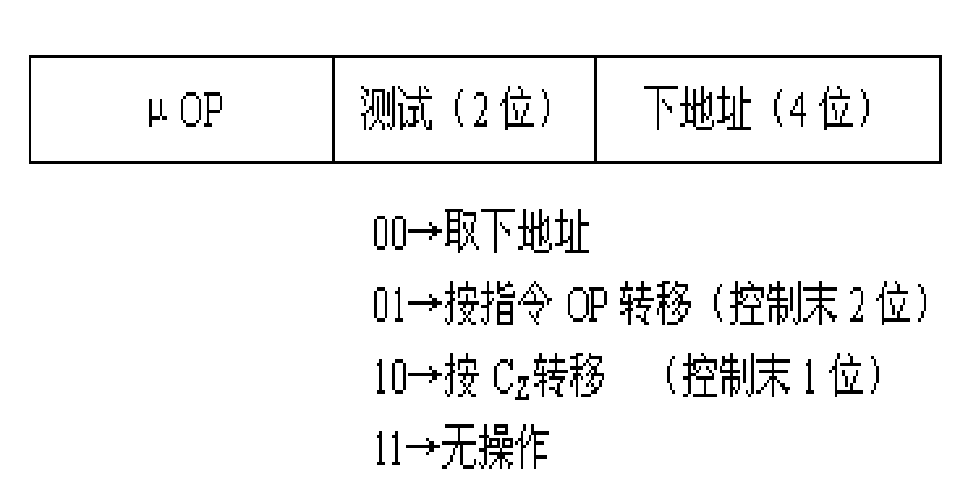 μOP 测试（2位） 下地址（4位）
00→取下地址
01→按指令 OP 转移（控制末2位）
10→按 C_Z转移 （控制末1位）
11→无操作